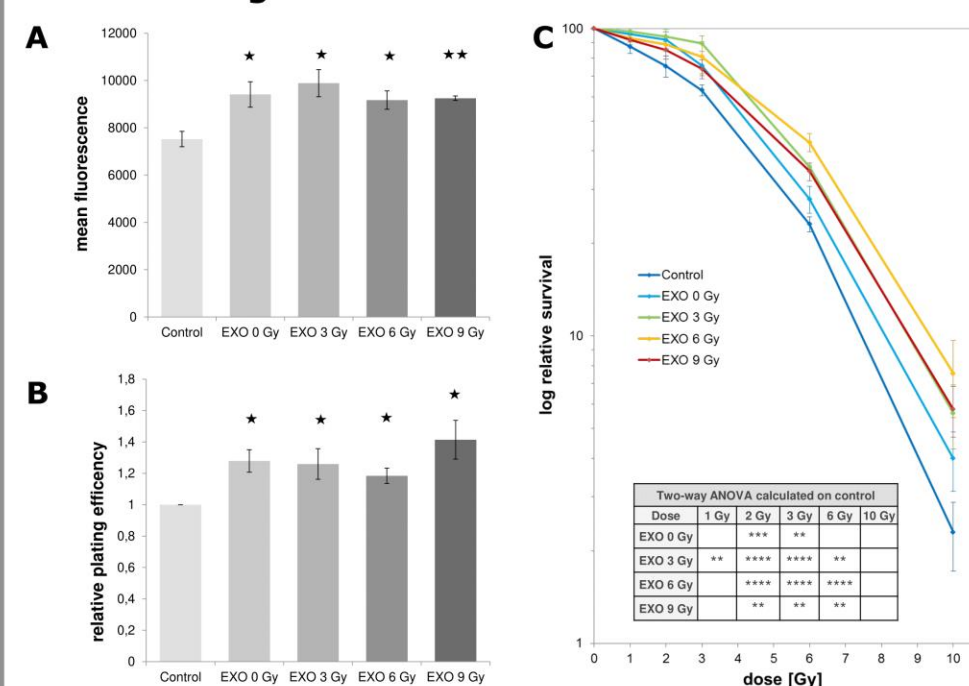 A
12000
10000
8000
6000
4000
2000
0
mean fluorescence
★ ★ ★ ★★
Control EXO 0 Gy EXO 3 Gy EXO 6 Gy EXO 9 Gy
B
1,8
1,6
1,4
1,2
1
0,8
0,6
0,4
0,2
0
relative plating efficency
★ ★ ★ ★
Control EXO 0 Gy EXO 3 Gy EXO 6 Gy EXO 9 Gy
C
100
10
1
log relative survival
Control
EXO 0 Gy
EXO 3 Gy
EXO 6 Gy
EXO 9 Gy
Two-way ANOVA calculated on control
Dose 1 Gy 2 Gy 3 Gy 6 Gy 10 Gy
EXO 0 Gy *** **
EXO 3 Gy ** **** **** **
EXO 6 Gy **** **** ****
EXO 9 Gy ** ** **
0 1 2 3 4 5 6 7 8 9 10
dose [Gy]